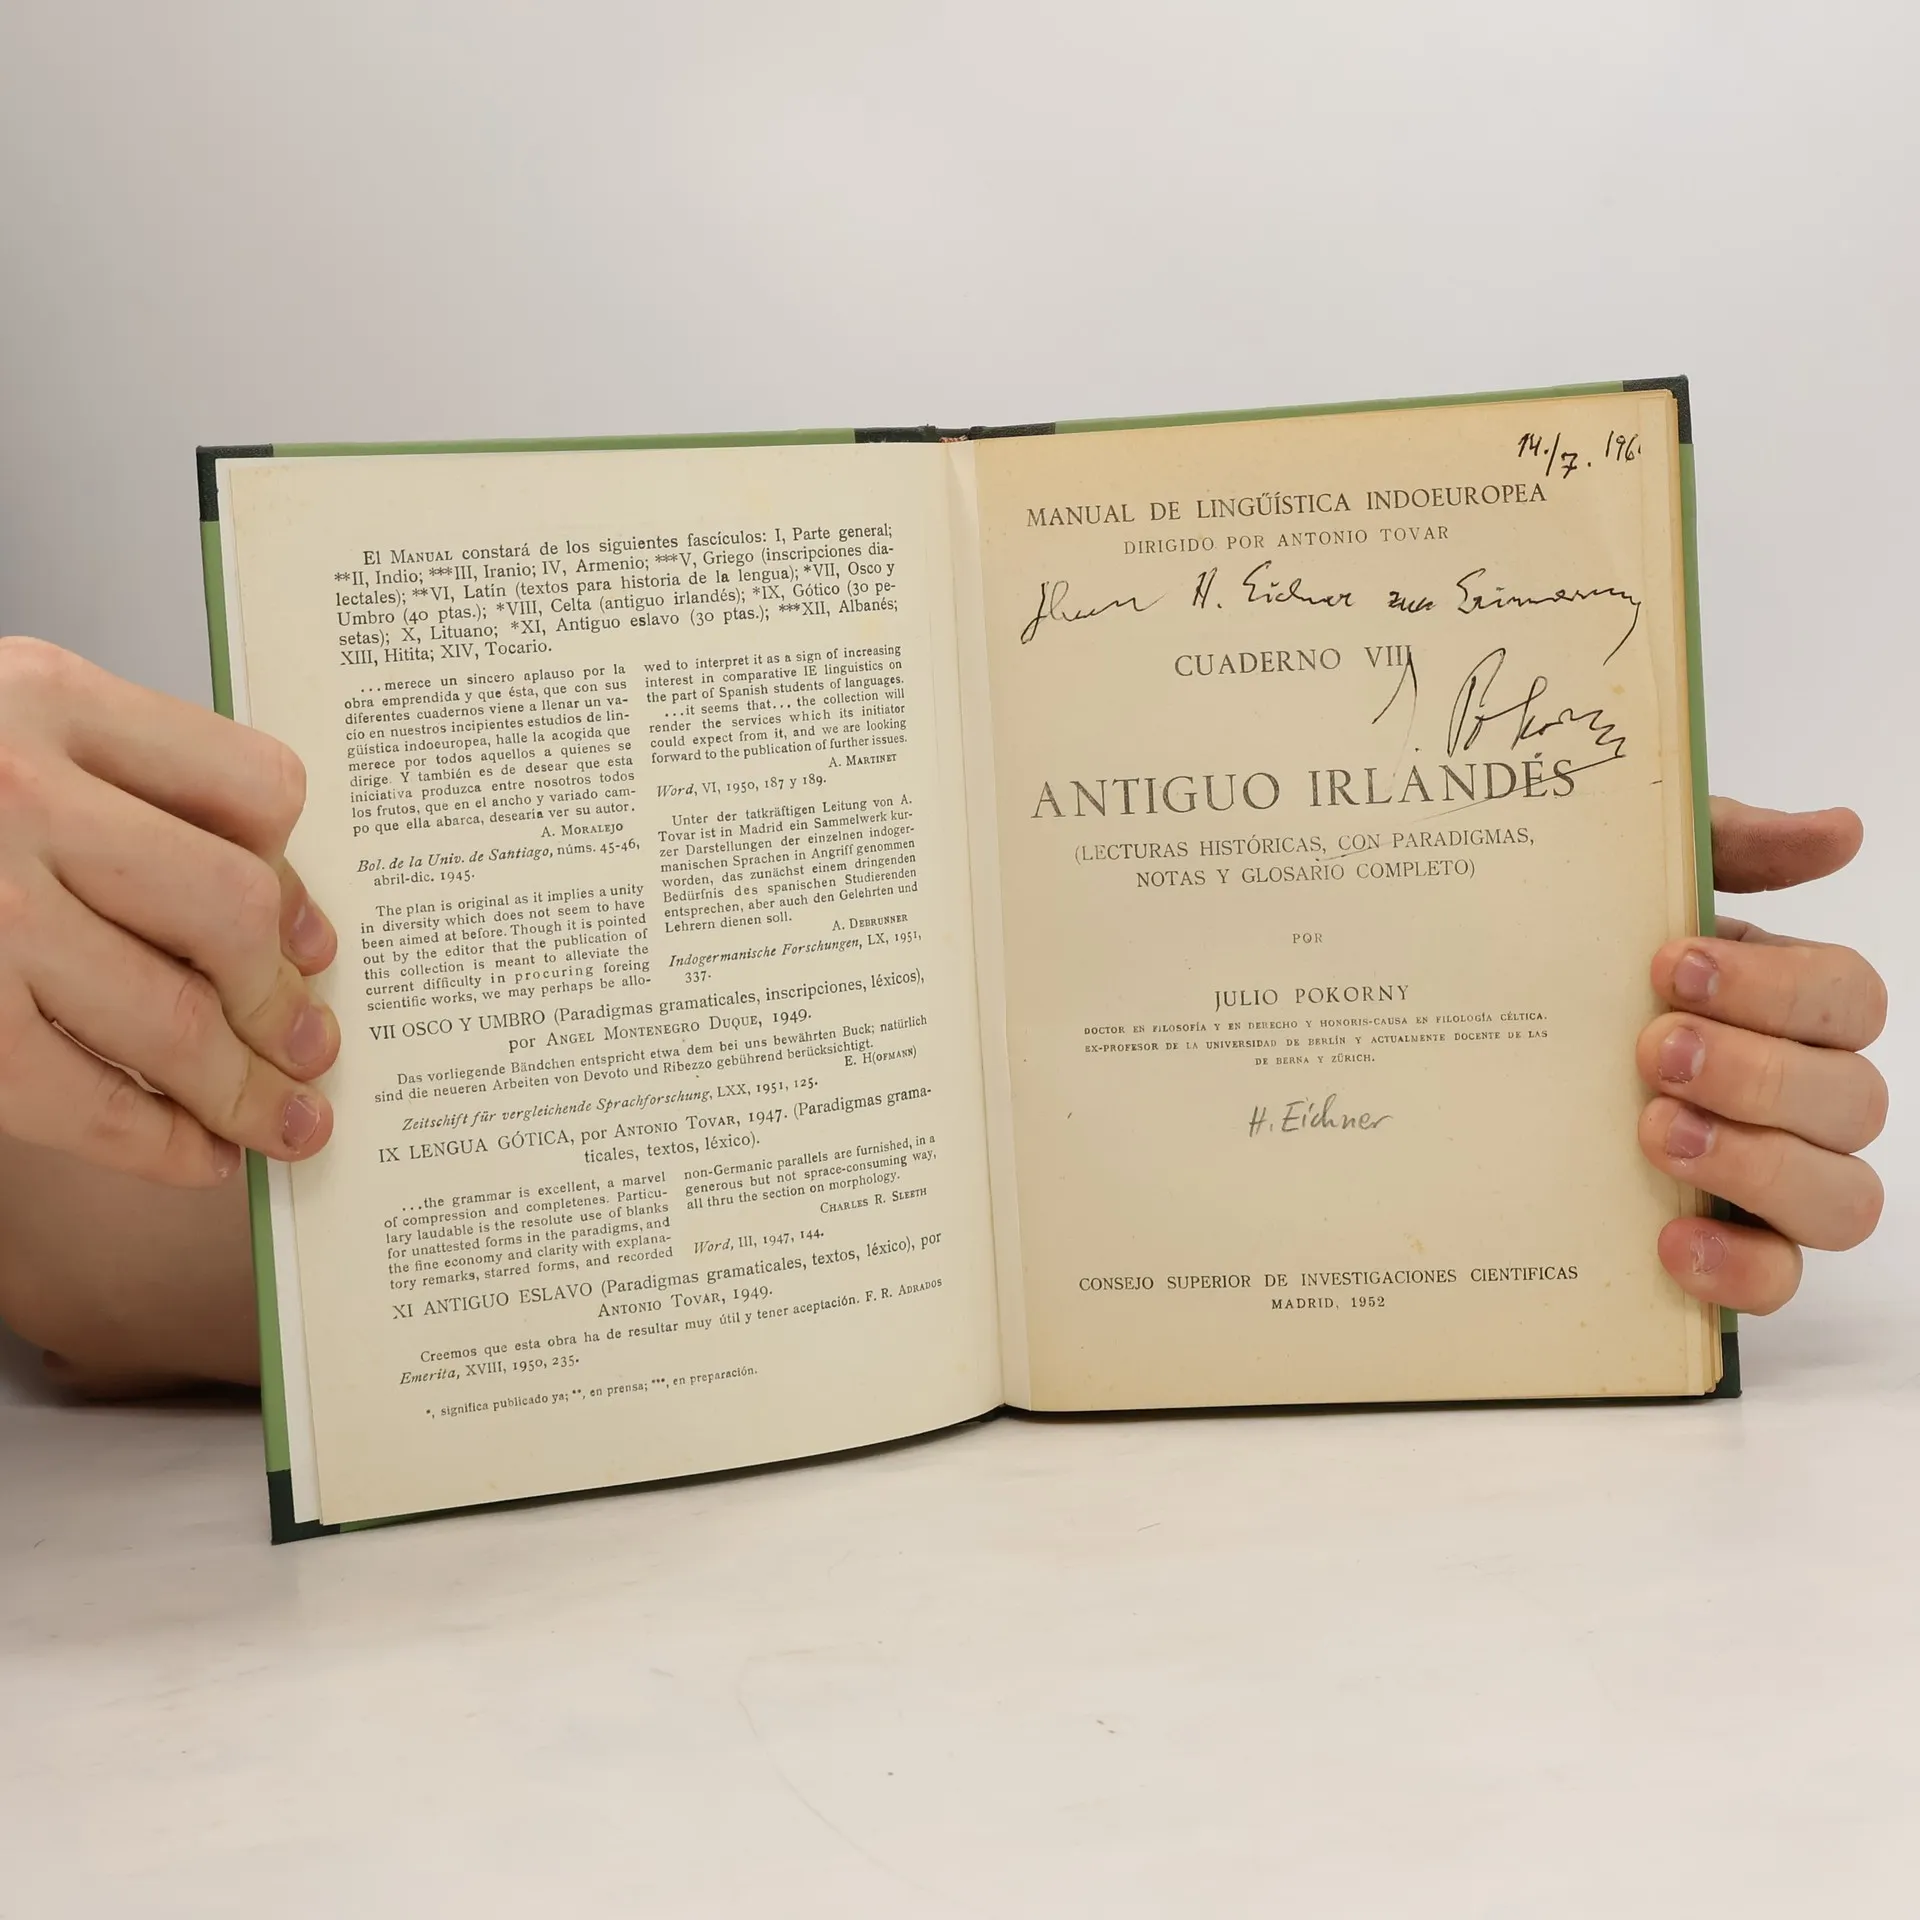 El MANUAL constará de los siguientes fascículos: I, Parte general;
**II, Indio; ***III, Iranio; IV, Armenio; ***V, Griego (inscripciones dia-
lectales); **VI, Latín (textos para historia de la lengua); *VII, Osco y
Umbro (40 ptas.); *VIII, Celta (antiguo irlandés); *IX, Gótico (30 pe-
setas); X, Lituano; *XI, Antiguo eslavo (30 ptas.); ***XII, Albanés;
XIII, Hitita; XIV, Tocario.
...merece un sincero aplauso por la
obra emprendida y que ésta, que con sus
diferentes cuadernos viene a llenar un va-
cío en nuestros incipientes estudios de lin-
güística indoeuropea, halle la acogida que
merece por todos aquellos a quienes se
dirige. Y también es de desear que esta
iniciativa produzca entre nosotros todos
los frutos, que en el ancho y variado cam-
po que ella abarca, desearía ver su autor.
A. MORALEJO
Bol. de la Univ. de Santiago, núms. 45-46,
abril-dic. 1945.
The plan is original as it implies a unity
in diversity which does not seem to have
been aimed at before. Though it is pointed
out by the editor that the publication of
this collection is meant to alleviate the
current difficulty in procuring foreing
scientific works, we may perhaps be allo-
wed to interpret it as a sign of increasing
interest in comparative IE linguistics on
the part of Spanish students of languages.
...it seems that... the collection will
render the services which its initiator
could expect from it, and we are looking
forward to the publication of further issues.
A. MARTINET
Word, VI, 1950, 187 y 189.
Unter der tatkräftigen Leitung von A.
Tovar ist in Madrid ein Sammelwerk kur-
zer Darstellungen der einzelnen indoger-
manischen Sprachen in Angriff genommen
worden, das zunächst einem dringenden
Bedürfnis des spanischen Studierenden
entsprechen, aber auch den Gelehrten und
Lehrern dienen soll.
A. DEBRUNNER
Indogermanische Forschungen, LX, 1951,
337.
VII OSCO Y UMBRO (Paradigmas gramaticales, inscripciones, léxicos),
por ANGEL MONTENEGRO DUQUE, 1949.
Das vorliegende Bändchen entspricht etwa dem bei uns bewährten Buck; natürlich
sind die neueren Arbeiten von Devoto und Ribezzo gebührend berücksichtigt.
E. H(OFMANN)
Zeitschift für vergleichende Sprachforschung, LXX, 1951, 125.
IX LENGUA GÓTICA, por ANTONIO TOVAR, 1947. (Paradigmas grama-
ticales, textos, léxico).
...the grammar is excellent, a marvel
of compression and completenes. Particu-
lary laudable is the resolute use of blanks
for unattested forms in the paradigms, and
the fine economy and clarity with explana-
tory remarks, starred forms, and recorded
non-Germanic parallels are furnished, in a
generous but not sprace-consuming way,
all thru the section on morphology.
CHARLES R. SLEETH
Word, III, 1947, 144.
XI ANTIGUO ESLAVO (Paradigmas gramaticales, textos, léxico), por
ANTONIO TOVAR, 1949.
Creemos que esta obra ha de resultar muy útil y tener aceptación. F. R. ADRADOS
Emerita, XVIII, 1950, 235.
*, significa publicado ya; **, en prensa; ***, en preparación.
14./7. 196
MANUAL DE LINGÜÍSTICA INDOEUROPEA
DIRIGIDO POR ANTONIO TOVAR
Herrn H. Eichner zur Erinnerung
CUADERNO VIII
J. Pokorny
ANTIGUO IRLANDÉS
(LECTURAS HISTÓRICAS, CON PARADIGMAS,
NOTAS Y GLOSARIO COMPLETO)
POR
JULIO POKORNY
DOCTOR EN FILOSOFÍA Y EN DERECHO Y HONORIS-CAUSA EN FILOLOGÍA CÉLTICA.
EX-PROFESOR DE LA UNIVERSIDAD DE BERLÍN Y ACTUALMENTE DOCENTE DE LAS
DE BERNA Y ZÜRICH.
H. Eichner
CONSEJO SUPERIOR DE INVESTIGACIONES CIENTIFICAS
MADRID, 1952